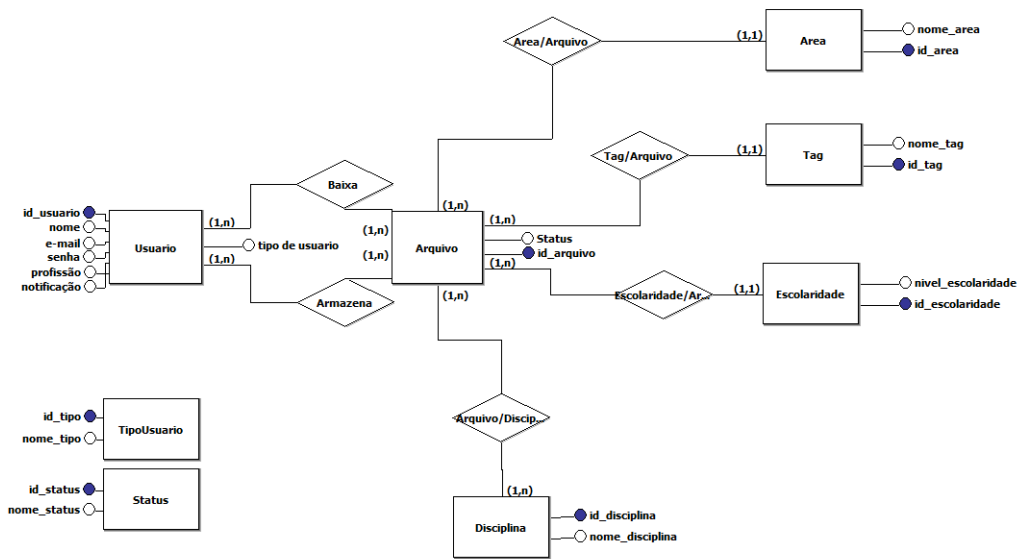 nome_area
Area/Arquivo
(1,1)
Area
id_area
nome_tag
Tag/Arquivo
(1,1)
Tag
id_tag
Baixa
id_usuario
(1,n)
(1,n)
(1,n)
nome
(1,n)
Status
e-mail
Usuario
tipo de usuario
Arquivo
senha
(1,n)
id_arquivo
(1,n)
(1,n)
profissão
nivel_escolaridade
notificação
Armazena
(1,n)
Escolaridade/Ar...
(1,1)
Escolaridade
id_escolaridade
id_tipo
TipoUsuario
nome_tipo
Arquivo/Discip...
id_status
Status
nome_status
(1,n)
id_disciplina
Disciplina
nome_disciplina